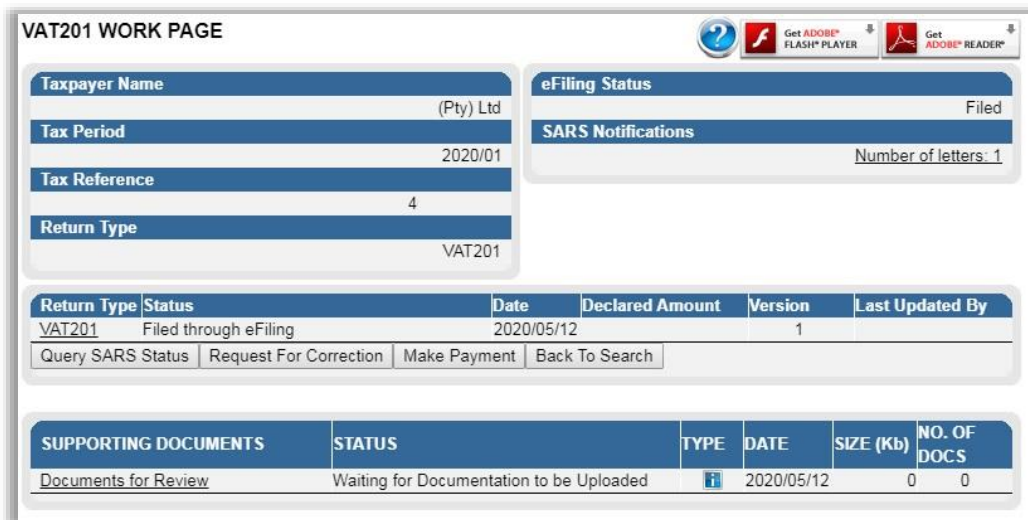 VAT201 WORK PAGE
? Get ADOBE® FLASH® PLAYER
Get ADOBE® READER®
Taxpayer Name
(Pty) Ltd
Tax Period
2020/01
Tax Reference
4
Return Type
VAT201
eFiling Status
Filed
SARS Notifications
Number of letters: 1
Return Type Status Date Declared Amount Version Last Updated By
VAT201 Filed through eFiling 2020/05/12 1
Query SARS Status Request For Correction Make Payment Back To Search
SUPPORTING DOCUMENTS STATUS TYPE DATE SIZE (Kb) NO. OF DOCS
Documents for Review Waiting for Documentation to be Uploaded i 2020/05/12 0 0